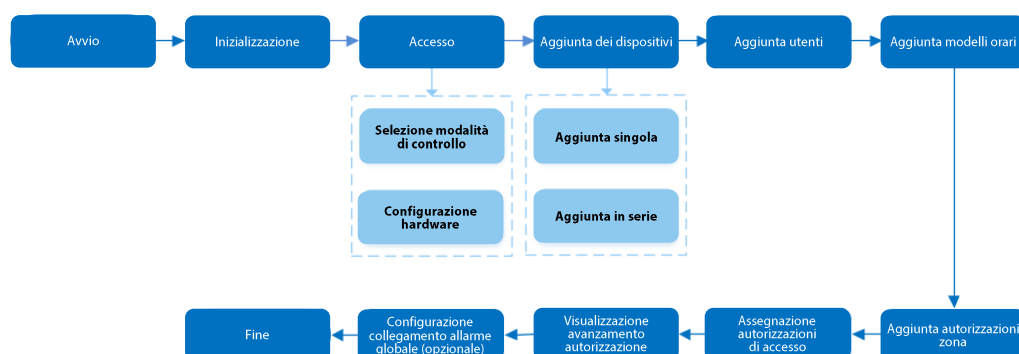 Avvio
Inizializzazione
Accesso
Aggiunta dei dispositivi
Aggiunta utenti
Aggiunta modelli orari
Selezione modalità
di controllo
Aggiunta singola
Configurazione
hardware
Aggiunta in serie
Fine
Configurazione
collegamento allarme
globale (opzionale)
Visualizzazione
avanzamento
autorizzazione
Assegnazione
autorizzazioni
di accesso
Aggiunta autorizzazioni
zona